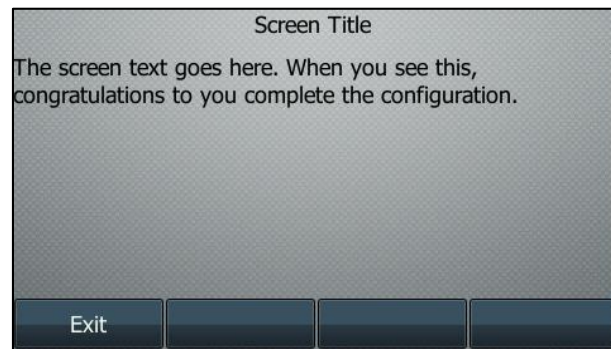 Screen Title
The screen text goes here. When you see this,
congratulations to you complete the configuration.
Exit